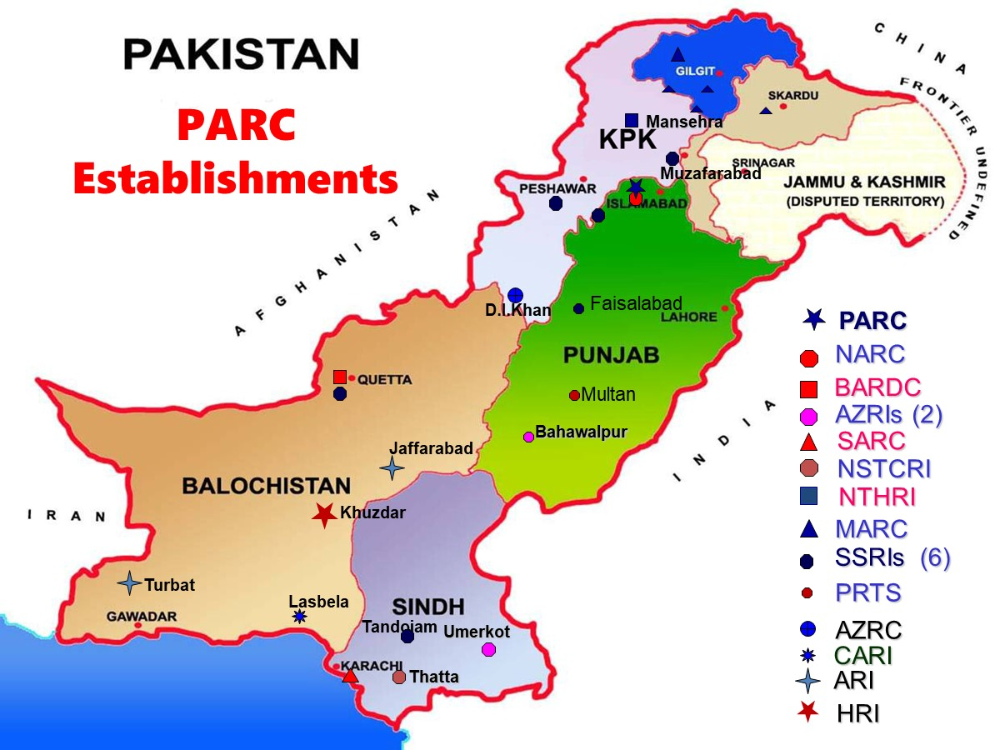 PAKISTAN
PARC
Establishments
CHINA
FRONTIER UNDEFINED
AFGHANISTAN
INDIA
IRAN
GILGIT
SKARDU
Mansehra
KPK
SRINAGAR
Muzafarabad
JAMMU & KASHMIR
(DISPUTED TERRITORY)
PESHAWAR
ISLAMABAD
D.I.Khan
Faisalabad
LAHORE
PUNJAB
QUETTA
Multan
Bahawalpur
Jaffarabad
BALOCHISTAN
Khuzdar
Turbat
Lasbela
GAWADAR
SINDH
Tandojam
Umerkot
KARACHI
Thatta
PARC
NARC
BARDC
AZRIs (2)
SARC
NSTCRI
NTHRI
MARC
SSRIs (6)
PRTS
AZRC
CARI
ARI
HRI